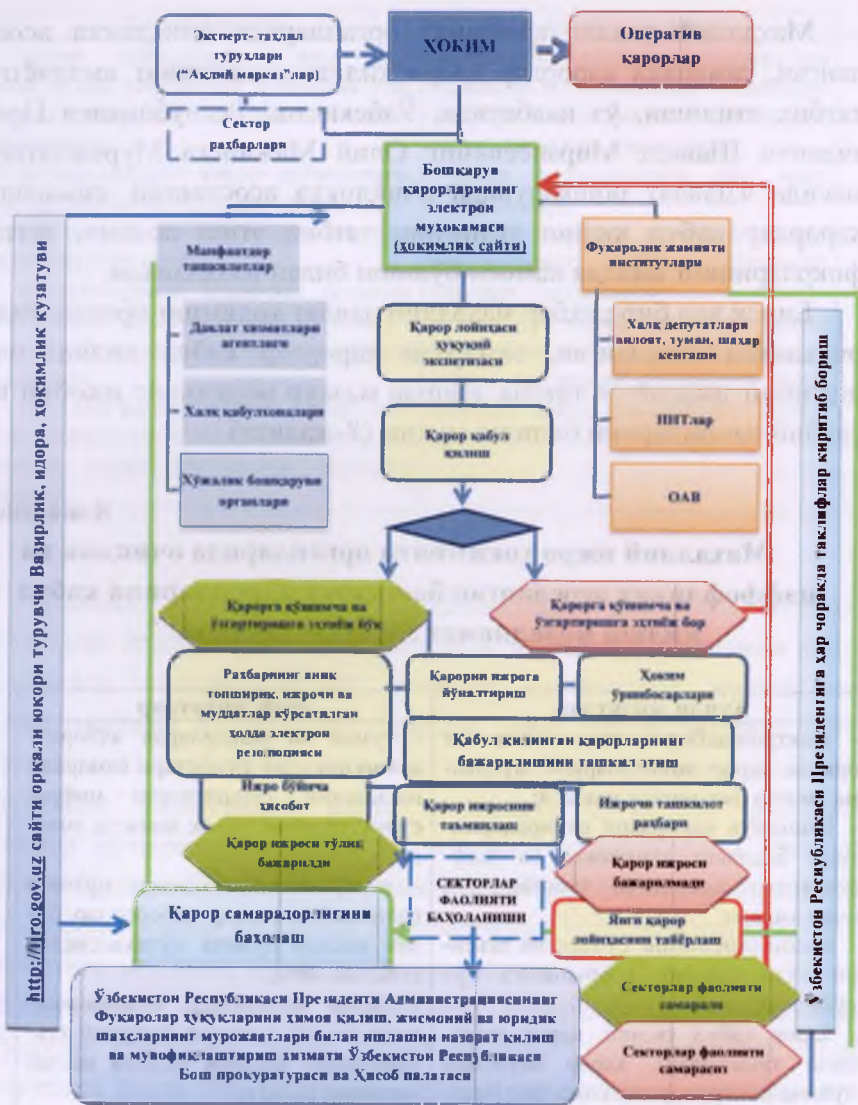 Эксперт- таҳлил
гуруҳлари
("Ақлий марказ"лар)
ҲОКИМ
Оператив
қарорлар
Сектор
раҳбарлари
Бошқарув
қарорларининг
электрон
муҳокамаси
(ҳокимлик сайти)
Манфаатдор
ташкилотлар
Давлат хизматлари
агентлиги
Халқ қабулхоналари
Хўжалик бошқаруви
органлари
Фуқаролик жамияти
институтлари
Халқ депутатлари
вилоят, туман, шаҳар
кенгаши
ННТлар
ОАВ
Қарор лойиҳаси
ҳуқуқий
экспертизаси
Қарор қабул
қилиш
Қарорга қўшимча ва
ўзгартиришга эҳтиёж йўқ
Қарорга қўшимча ва
ўзгартиришга эҳтиёж бор
Раҳбарнинг аниқ
топшириқ, ижрочи ва
муддатлар кўрсатилган
ҳолда электрон
резолюцияси
Қарорни ижрога
йўналтириш
Ҳоким
ўринбосарлари
Қабул қилинган қарорларнинг
бажарилишини ташкил этиш
Ижро бўйича
ҳисобот
Қарор ижросини
таъминлаш
Ижрочи ташкилот
раҳбари
Қарор ижроси тўлиқ
бажарилди
СЕКТОРЛАР
ФАОЛИЯТИ
БАҲОЛАНИШИ
Қарор ижроси
бажарилмади
Қарор самарадорлигини
баҳолаш
Янги қарор
лойиҳасини тайёрлаш
Секторлар фаолияти
самарали
Секторлар фаолияти
самарасиз
Ўзбекистон Республикаси Президенти Администрациясининг
Фуқаролар ҳуқуқларини ҳимоя қилиш, жисмоний ва юридик
шахсларнинг мурожаатлари билан ишлашни назорат қилиш
ва мувофиқлаштириш хизмати Ўзбекистон Республикаси
Бош прокуратураси ва Ҳисоб палатаси
http://ijro.gov.uz сайти орқали юқори турувчи Вазирлик, идора, ҳокимлик кузатуви
Ўзбекистон Республикаси Президентига ҳар чоракда таклифлар киритиб бориш